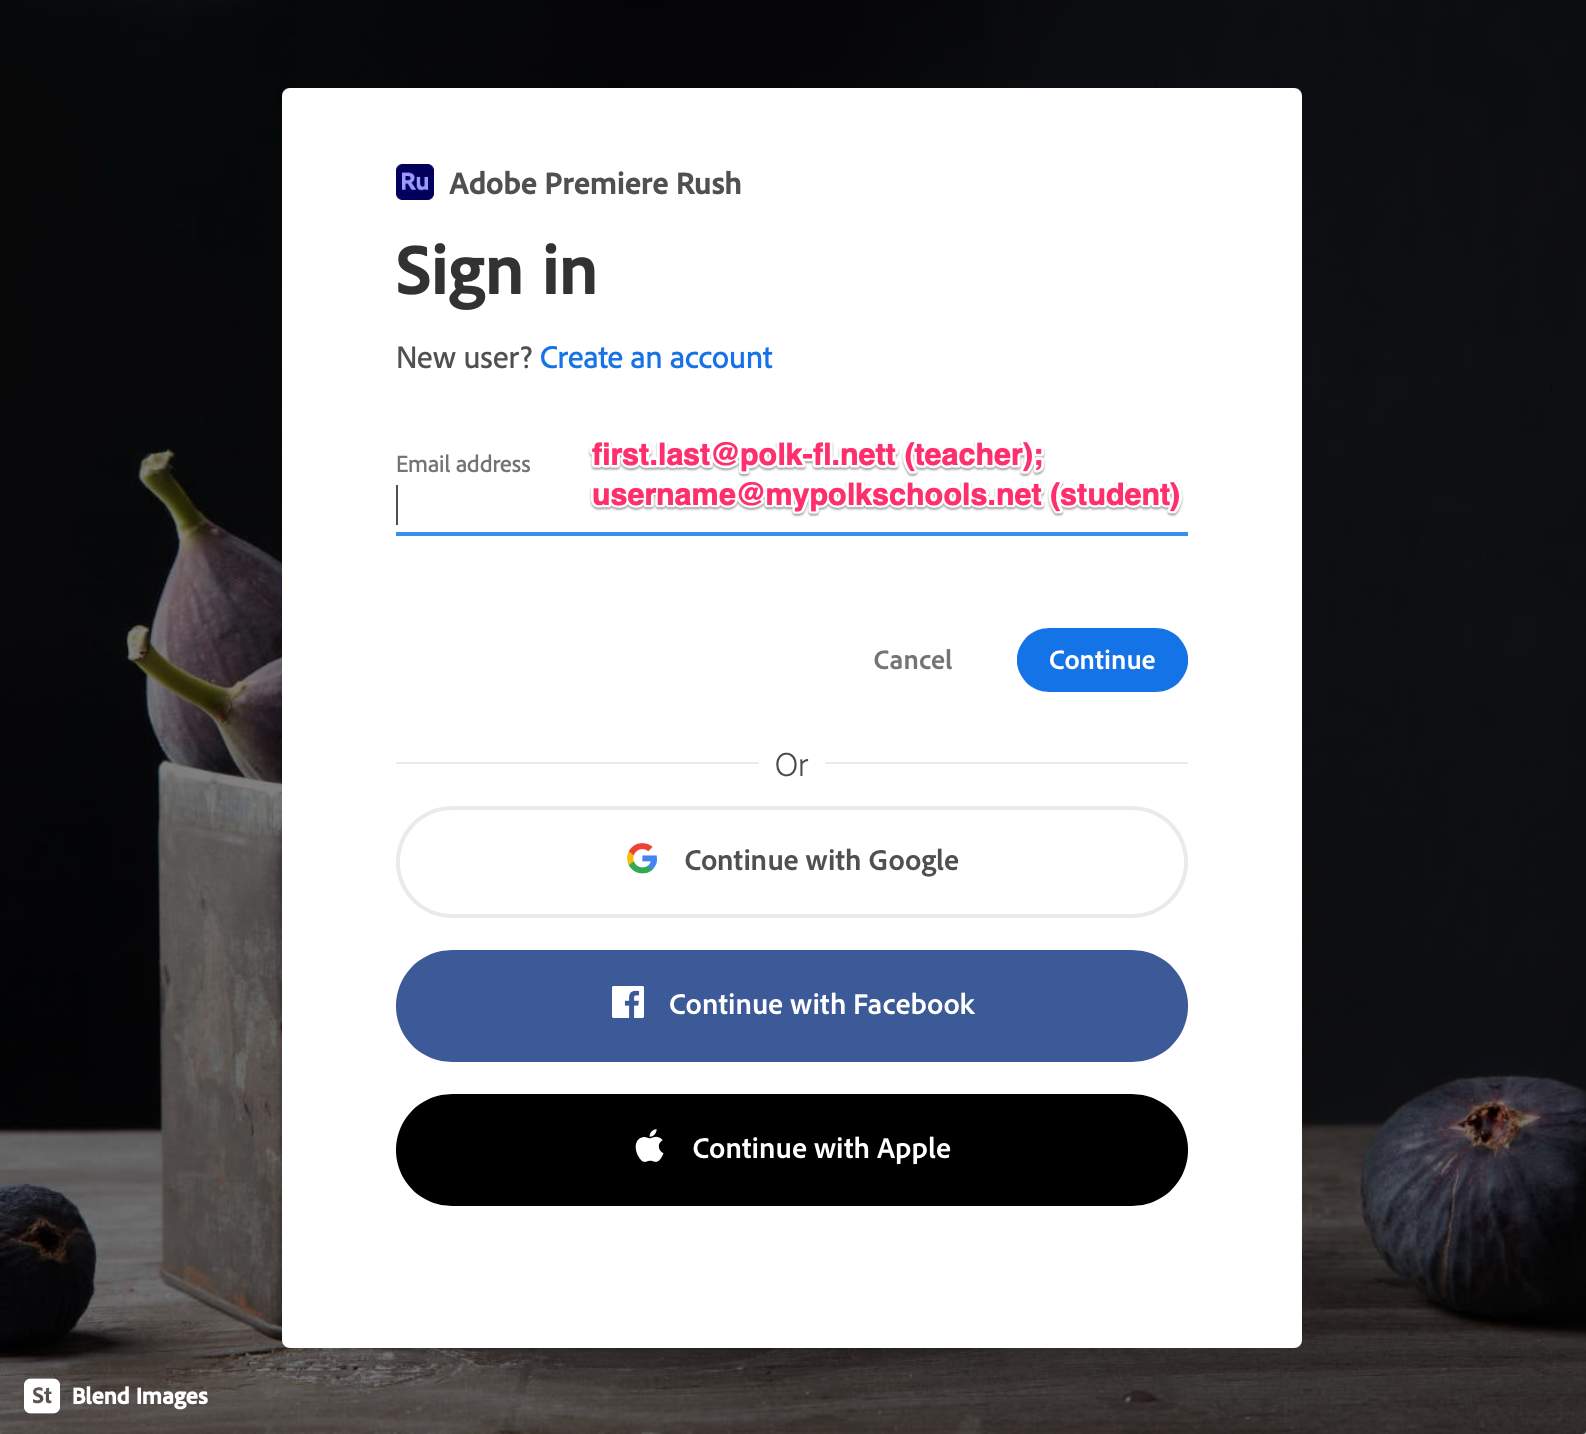 Ru Adobe Premiere Rush
Sign in
New user? Create an account
Email address
first.last@polk-fl.nett (teacher);
username@mypolkschools.net (student)
Cancel
Continue
Or
Continue with Google
Continue with Facebook
Continue with Apple
St Blend Images